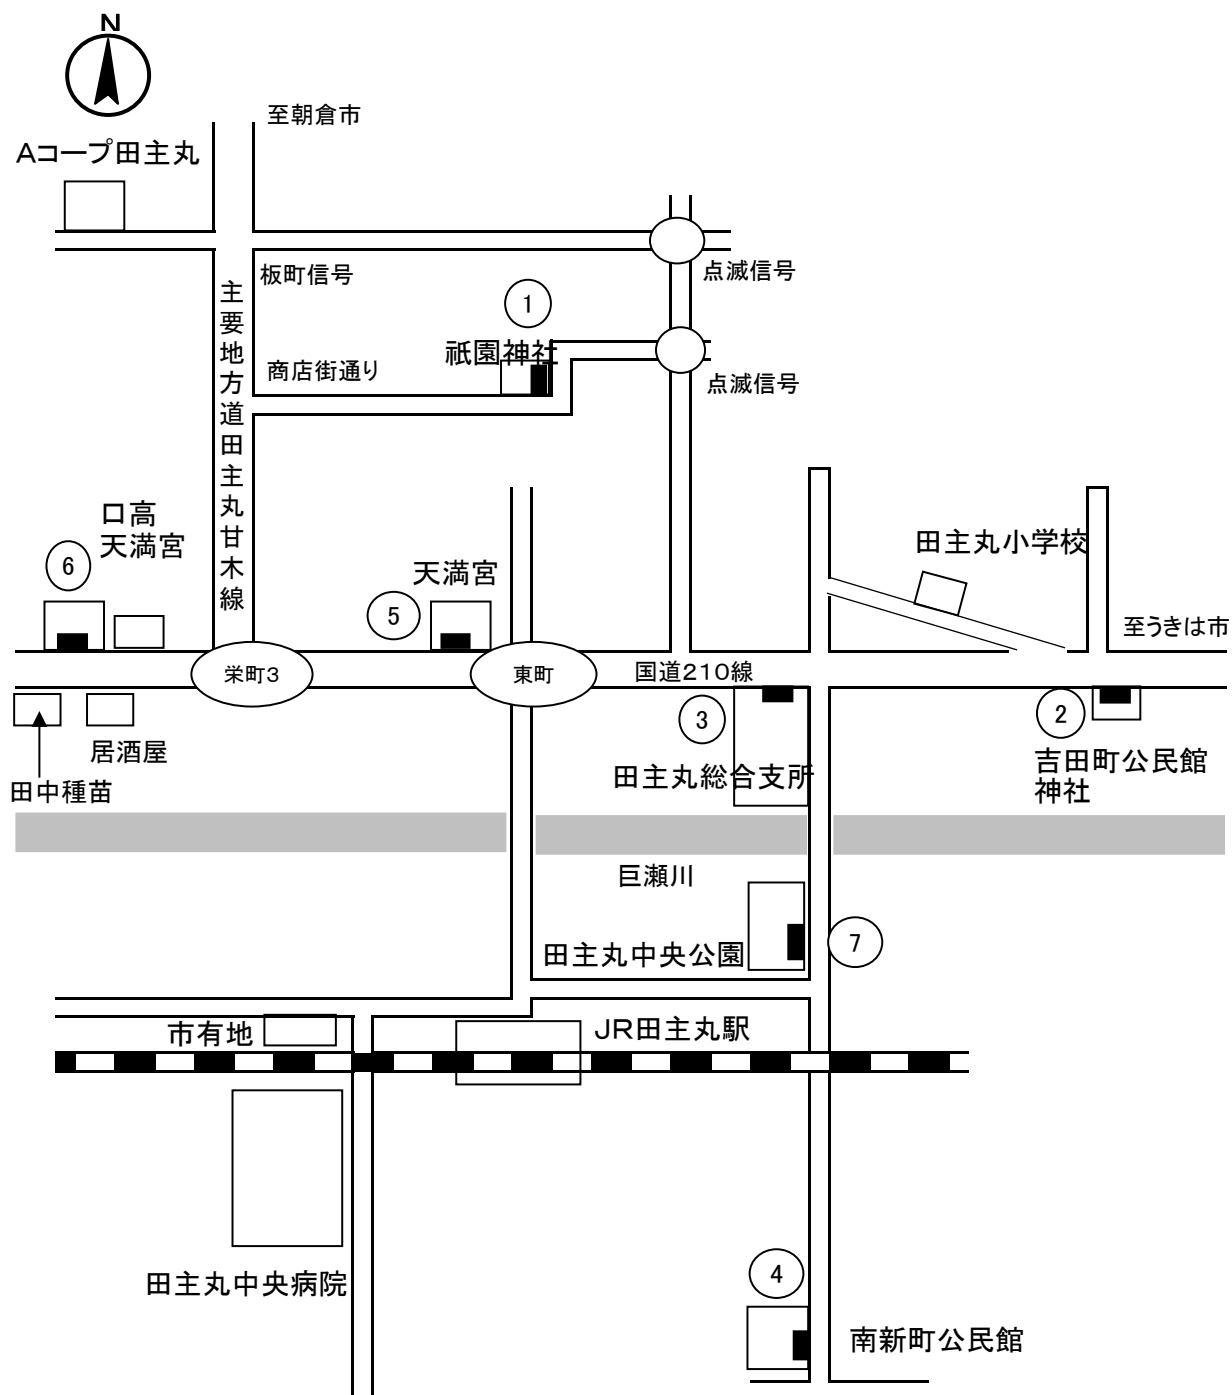 N
至朝倉市
Aコープ田主丸
点滅信号
板町信号
主要地方道田主丸甘木線
1
祇園神社
商店街通り
点滅信号
口高
天満宮
6
田主丸小学校
天満宮
5
至うきは市
栄町3
東町
国道210線
3
2
居酒屋
田中種苗
田主丸総合支所
吉田町公民館
神社
巨瀬川
田主丸中央公園
7
市有地
JR田主丸駅
田主丸中央病院
4
南新町公民館